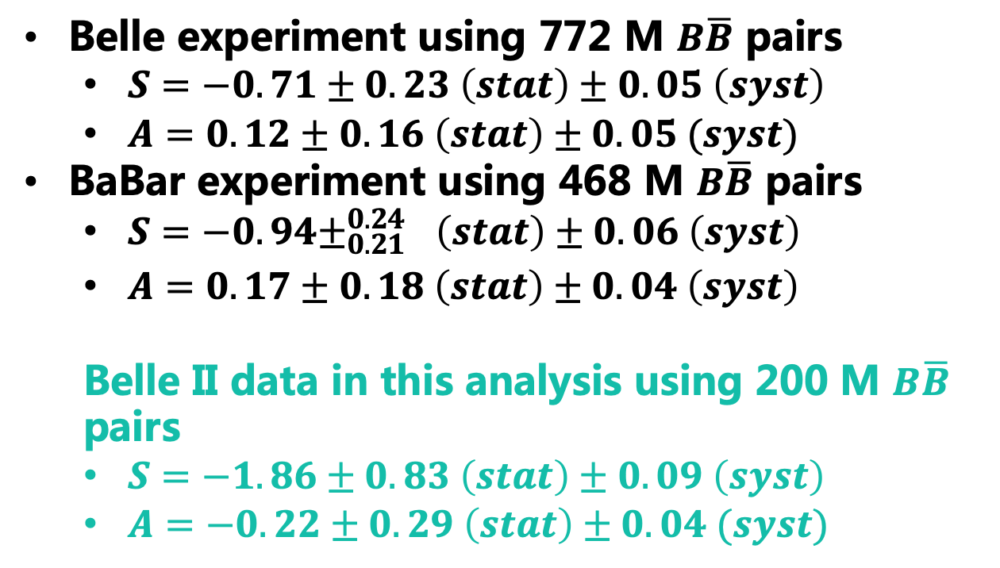 • Belle experiment using 772 M BB̅ pairs
• S = −0.71 ± 0.23 (stat) ± 0.05 (syst)
• A = 0.12 ± 0.16 (stat) ± 0.05 (syst)
• BaBar experiment using 468 M BB̅ pairs
• S = −0.94±^0.24_0.21 (stat) ± 0.06 (syst)
• A = 0.17 ± 0.18 (stat) ± 0.04 (syst)
Belle II data in this analysis using 200 M BB̅
pairs
• S = −1.86 ± 0.83 (stat) ± 0.09 (syst)
• A = −0.22 ± 0.29 (stat) ± 0.04 (syst)